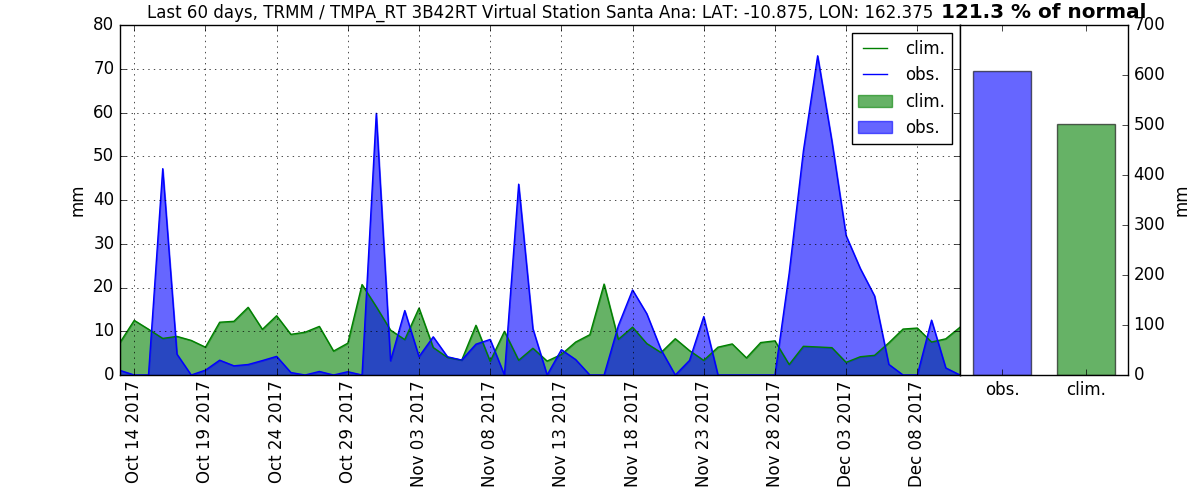 Last 60 days, TRMM / TMPA_RT 3B42RT Virtual Station Santa Ana: LAT: -10.875, LON: 162.375 121.3 % of normal
80
70
60
50
40
30
20
10
0
mm
clim.
obs.
clim.
obs.
700
600
500
400
300
200
100
0
mm
obs.
clim.
Oct 14 2017
Oct 19 2017
Oct 24 2017
Oct 29 2017
Nov 03 2017
Nov 08 2017
Nov 13 2017
Nov 18 2017
Nov 23 2017
Nov 28 2017
Dec 03 2017
Dec 08 2017